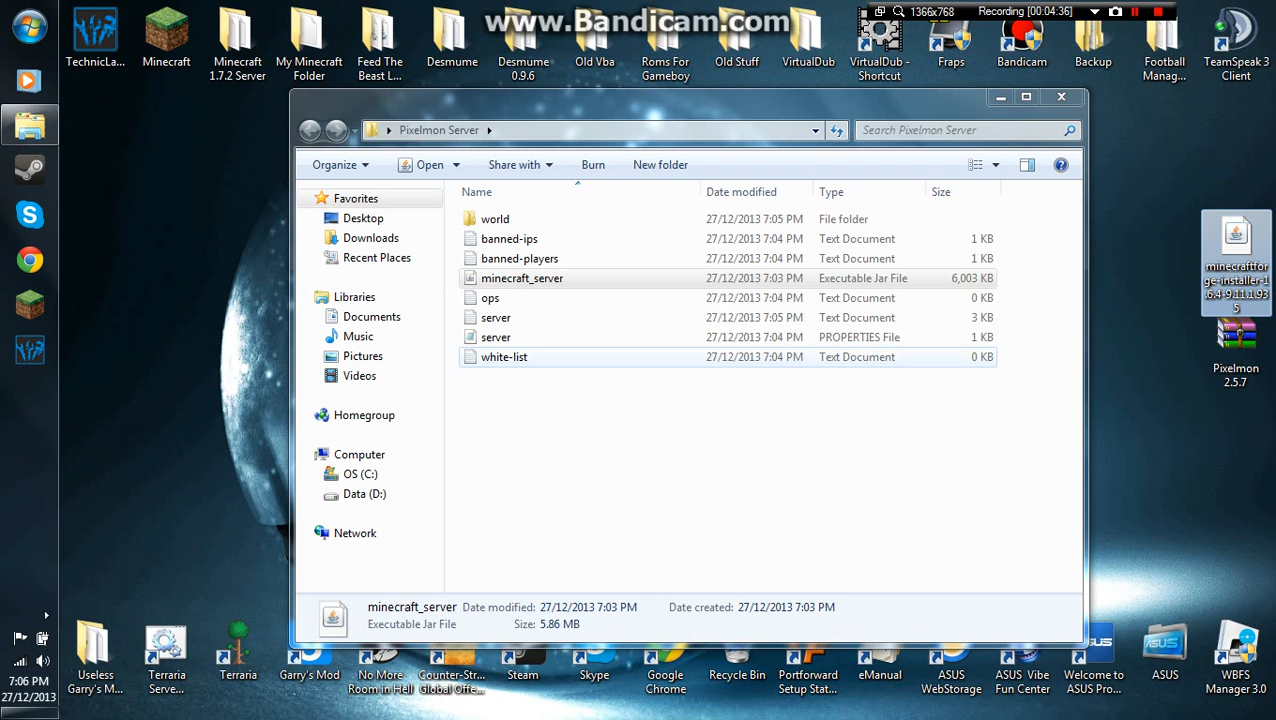 www.Bandicam.com
Recording [00:04:36]
1366x768
TechnicLa...
Minecraft
Minecraft
1.7.2 Server
My Minecraft
Folder
Feed The
Beast L...
Desmume
Desmume
0.9.6
Old Vba
Roms For
Gameboy
Old Stuff
VirtualDub
VirtualDub -
Shortcut
Fraps
Bandicam
Backup
Football
Manag...
TeamSpeak 3
Client
Pixelmon Server
Search Pixelmon Server
Organize
Open
Share with
Burn
New folder
Name
Date modified
Type
Size
Favorites
Desktop
Downloads
Recent Places
Libraries
Documents
Music
Pictures
Videos
Homegroup
Computer
OS (C:)
Data (D:)
Network
world 27/12/2013 7:05 PM File folder
banned-ips 27/12/2013 7:04 PM Text Document 1 KB
banned-players 27/12/2013 7:04 PM Text Document 1 KB
minecraft_server 27/12/2013 7:03 PM Executable Jar File 6,003 KB
ops 27/12/2013 7:04 PM Text Document 0 KB
server 27/12/2013 7:05 PM Text Document 3 KB
server 27/12/2013 7:04 PM PROPERTIES File 1 KB
white-list 27/12/2013 7:04 PM Text Document 0 KB
minecraft_server Date modified: 27/12/2013 7:03 PM Date created: 27/12/2013 7:03 PM
Executable Jar File Size: 5.86 MB
minecraftfor
ge-installer-1
.6.4-9.11.1.93
5
Pixelmon
2.5.7
Useless
Garry's M...
Terraria
Serve...
Terraria
Garry's Mod
No More
Room in Hell
Counter-Str...
Global Offe...
Steam
Skype
Google
Chrome
Recycle Bin
Portforward
Setup Stat...
eManual
ASUS
WebStorage
ASUS Vibe
Fun Center
Welcome to
ASUS Pro...
ASUS
WBFS
Manager 3.0
7:06 PM
27/12/2013